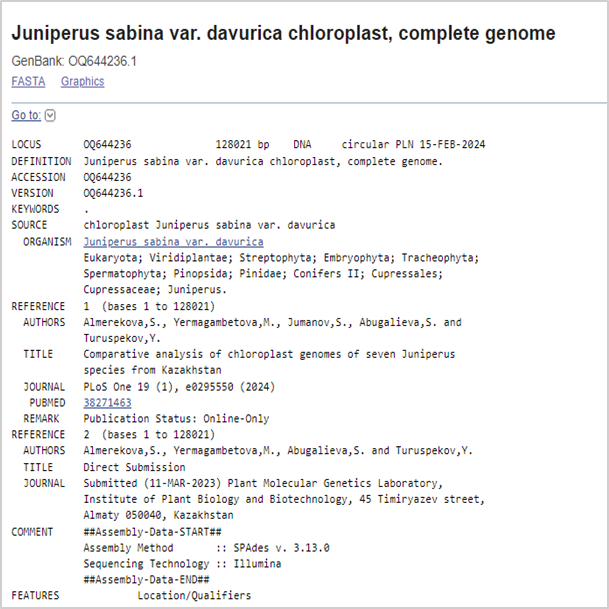 Juniperus sabina var. davurica chloroplast, complete genome
GenBank: OQ644236.1
FASTA Graphics
Go to:
LOCUS OQ644236 128021 bp DNA circular PLN 15-FEB-2024
DEFINITION Juniperus sabina var. davurica chloroplast, complete genome.
ACCESSION OQ644236
VERSION OQ644236.1
KEYWORDS .
SOURCE chloroplast Juniperus sabina var. davurica
ORGANISM Juniperus sabina var. davurica
Eukaryota; Viridiplantae; Streptophyta; Embryophyta; Tracheophyta;
Spermatophyta; Pinopsida; Pinidae; Conifers II; Cupressales;
Cupressaceae; Juniperus.
REFERENCE 1 (bases 1 to 128021)
AUTHORS Almerekova,S., Yermagambetova,M., Jumanov,S., Abugalieva,S. and
Turuspekov,Y.
TITLE Comparative analysis of chloroplast genomes of seven Juniperus
species from Kazakhstan
JOURNAL PLoS One 19 (1), e0295550 (2024)
PUBMED 38271463
REMARK Publication Status: Online-Only
REFERENCE 2 (bases 1 to 128021)
AUTHORS Almerekova,S., Yermagambetova,M., Abugalieva,S. and Turuspekov,Y.
TITLE Direct Submission
JOURNAL Submitted (11-MAR-2023) Plant Molecular Genetics Laboratory,
Institute of Plant Biology and Biotechnology, 45 Timiryazev street,
Almaty 050040, Kazakhstan
COMMENT ##Assembly-Data-START##
Assembly Method :: SPAdes v. 3.13.0
Sequencing Technology :: Illumina
##Assembly-Data-END##
FEATURES Location/Qualifiers